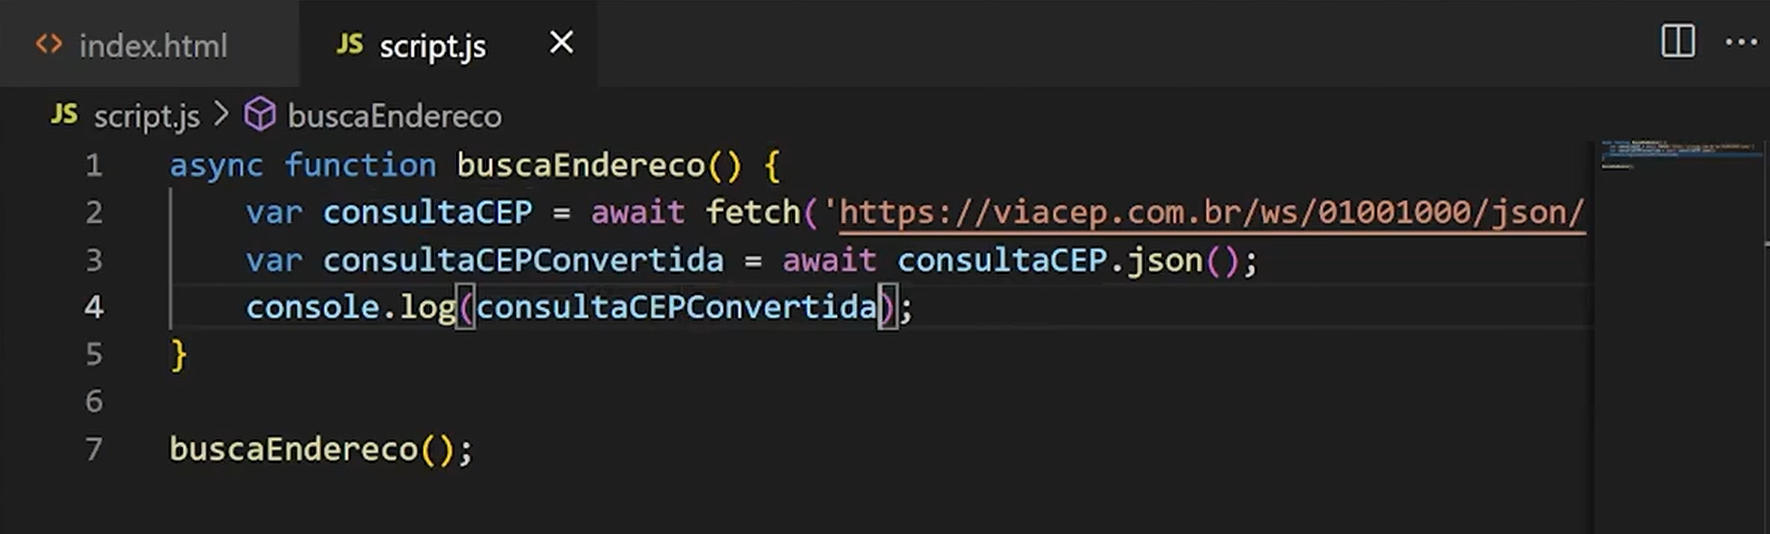 <> index.html JS script.js ×
JS script.js > buscaEndereco
1 async function buscaEndereco() {
2 var consultaCEP = await fetch('https://viacep.com.br/ws/01001000/json/
3 var consultaCEPConvertida = await consultaCEP.json();
4 console.log(consultaCEPConvertida);
5 }
6
7 buscaEndereco();